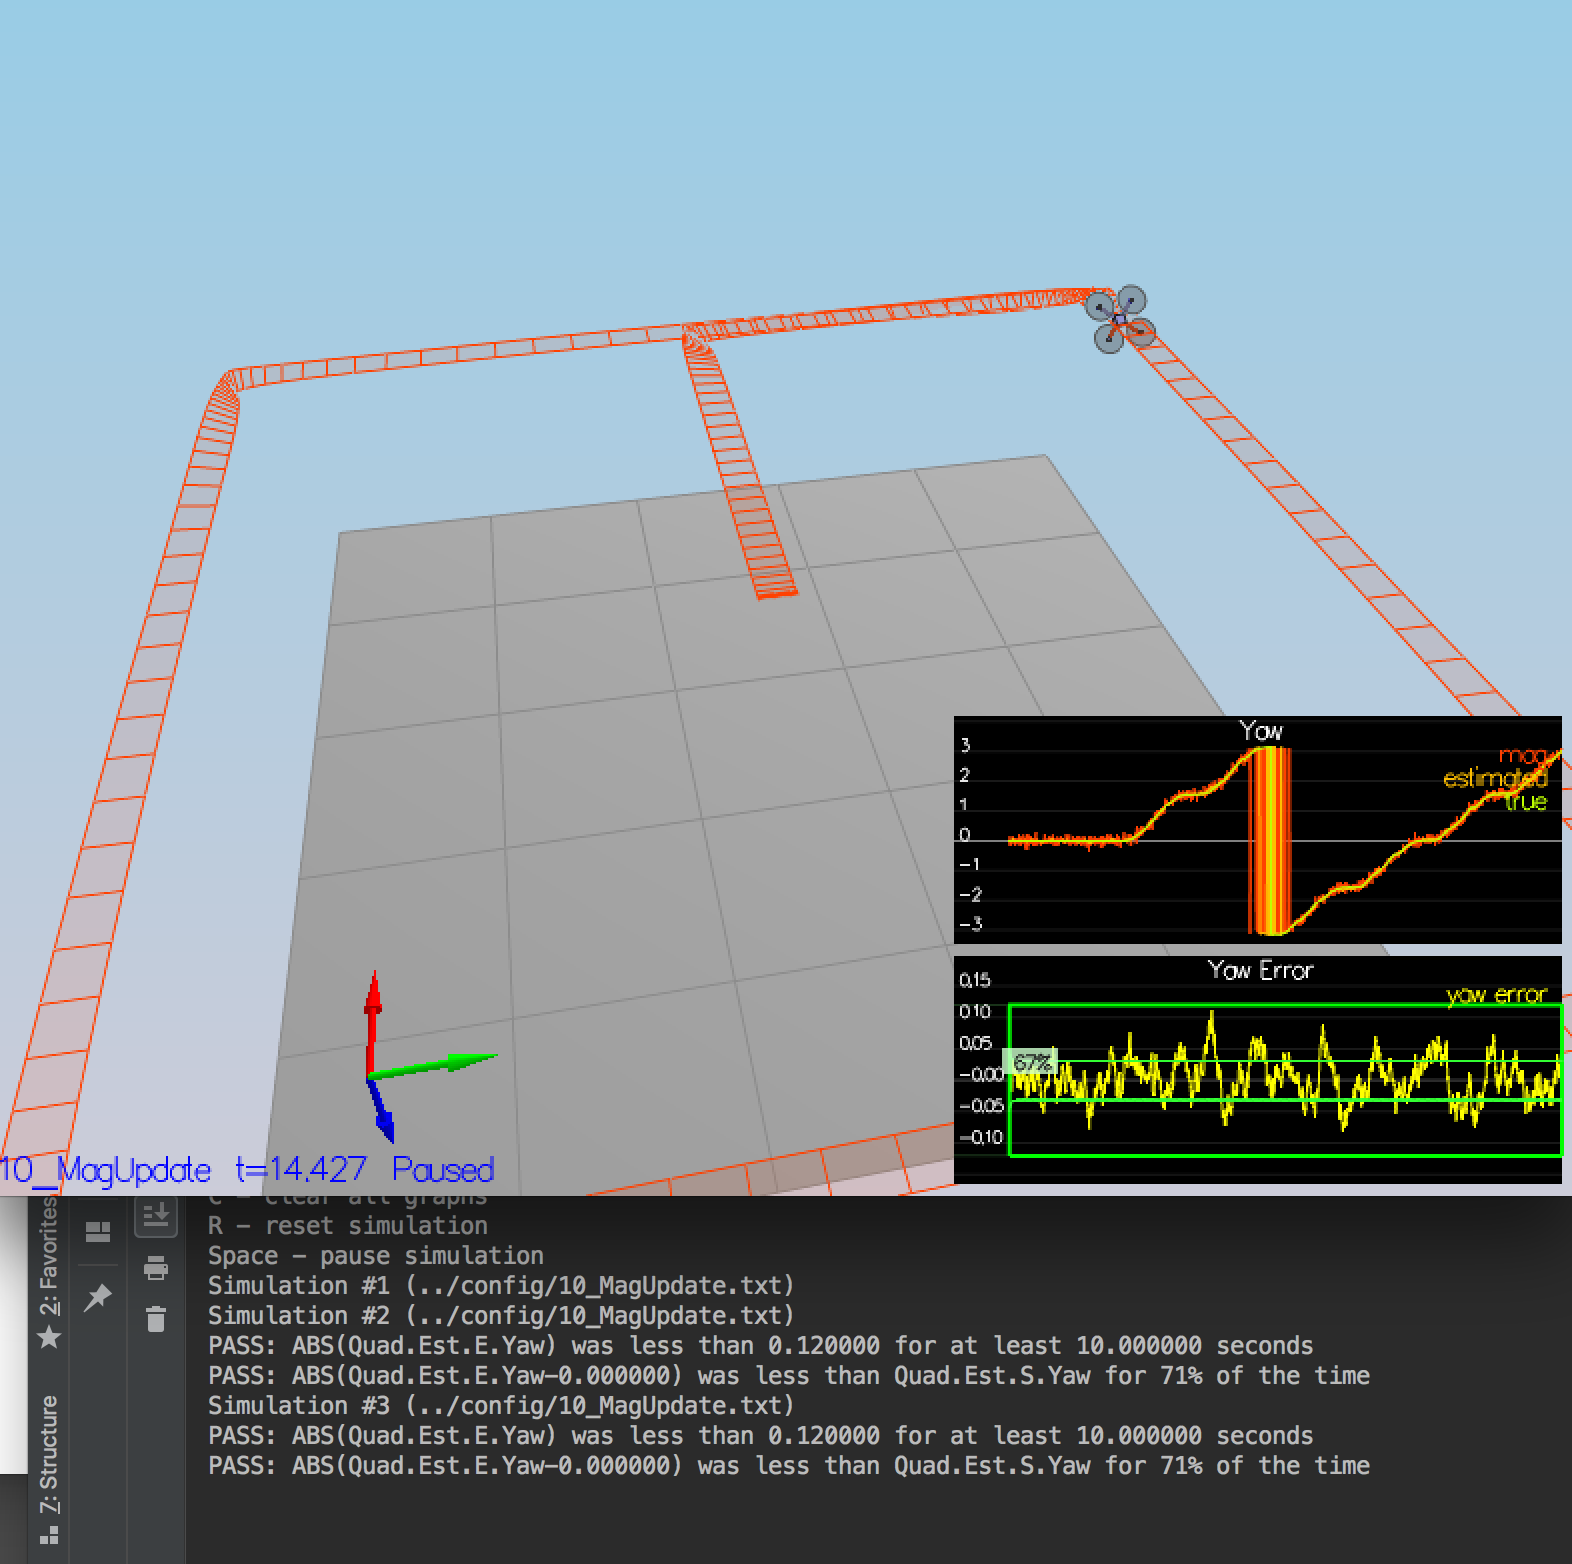 Yaw
3
2
1
0
-1
-2
-3
mag
estimated
true
Yaw Error
0.15
0.10
0.05
-0.00
-0.05
-0.10
yaw error
67%
10_MagUpdate t=14.427 Paused
C - clear all graphs
R - reset simulation
Space - pause simulation
Simulation #1 (../config/10_MagUpdate.txt)
Simulation #2 (../config/10_MagUpdate.txt)
PASS: ABS(Quad.Est.E.Yaw) was less than 0.120000 for at least 10.000000 seconds
PASS: ABS(Quad.Est.E.Yaw-0.000000) was less than Quad.Est.S.Yaw for 71% of the time
Simulation #3 (../config/10_MagUpdate.txt)
PASS: ABS(Quad.Est.E.Yaw) was less than 0.120000 for at least 10.000000 seconds
PASS: ABS(Quad.Est.E.Yaw-0.000000) was less than Quad.Est.S.Yaw for 71% of the time
2: Favorites
7: Structure